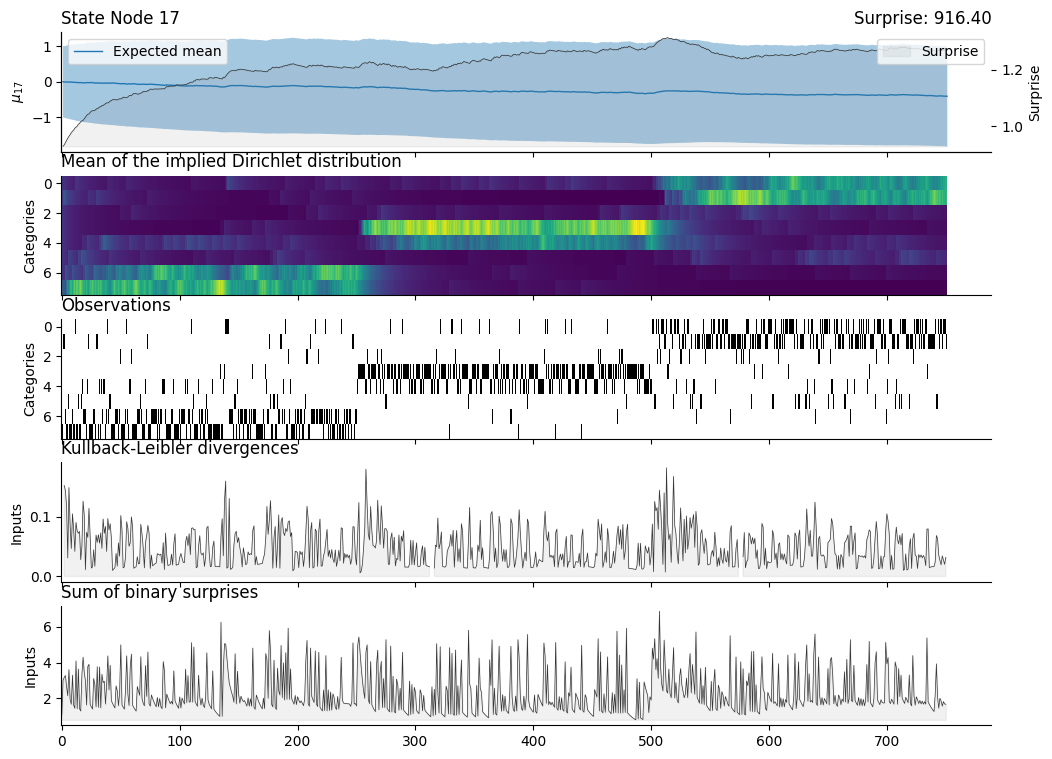 State Node 17 Surprise: 916.40
1 Expected mean Surprise
0
−1
μ17
1.2
1.0
Surprise
Mean of the implied Dirichlet distribution
0
2
4
6
Categories
Observations
0
2
4
6
Categories
Kullback-Leibler divergences
0.1
0.0
Inputs
Sum of binary surprises
6
4
2
Inputs
0 100 200 300 400 500 600 700